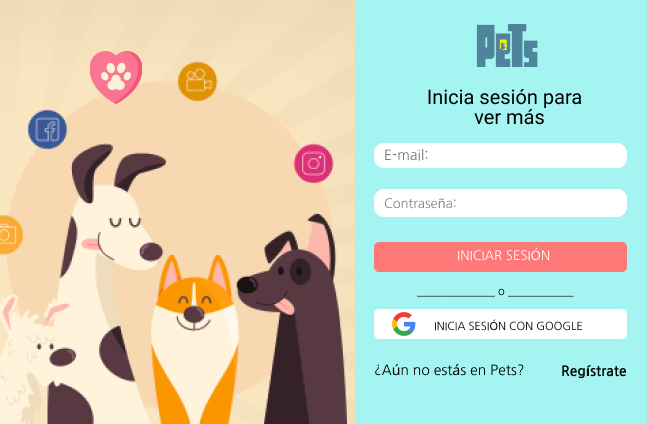 PeTs
Inicia sesión para
ver más
E-mail:
Contraseña:
INICIAR SESIÓN
o
INICIA SESIÓN CON GOOGLE
¿Aún no estás en Pets? Regístrate